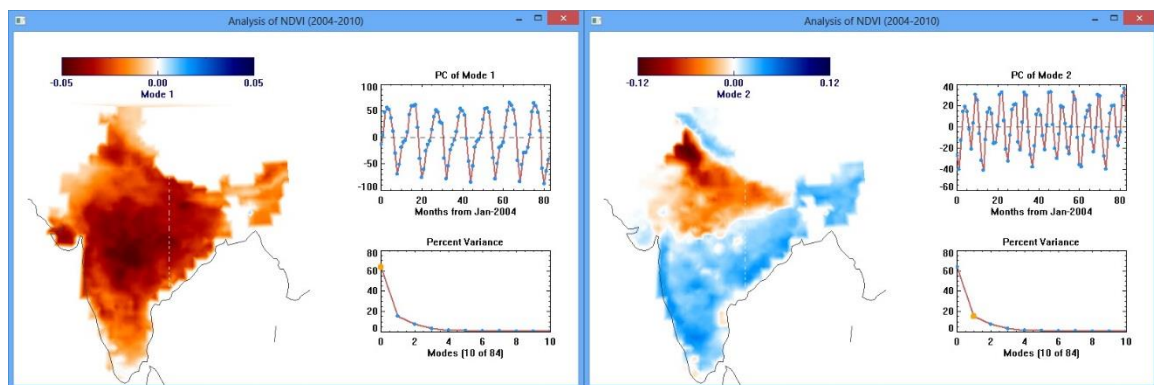 Analysis of NDVI (2004-2010)
-0.05 0.00 0.05
Mode 1
PC of Mode 1
100
50
0
-50
-100
0 20 40 60 80
Months from Jan-2004
Percent Variance
80
60
40
20
0
0 2 4 6 8 10
Modes (10 of 84)
Analysis of NDVI (2004-2010)
-0.12 0.00 0.12
Mode 2
PC of Mode 2
40
20
0
-20
-40
-60
0 20 40 60 80
Months from Jan-2004
Percent Variance
80
60
40
20
0
0 2 4 6 8 10
Modes (10 of 84)